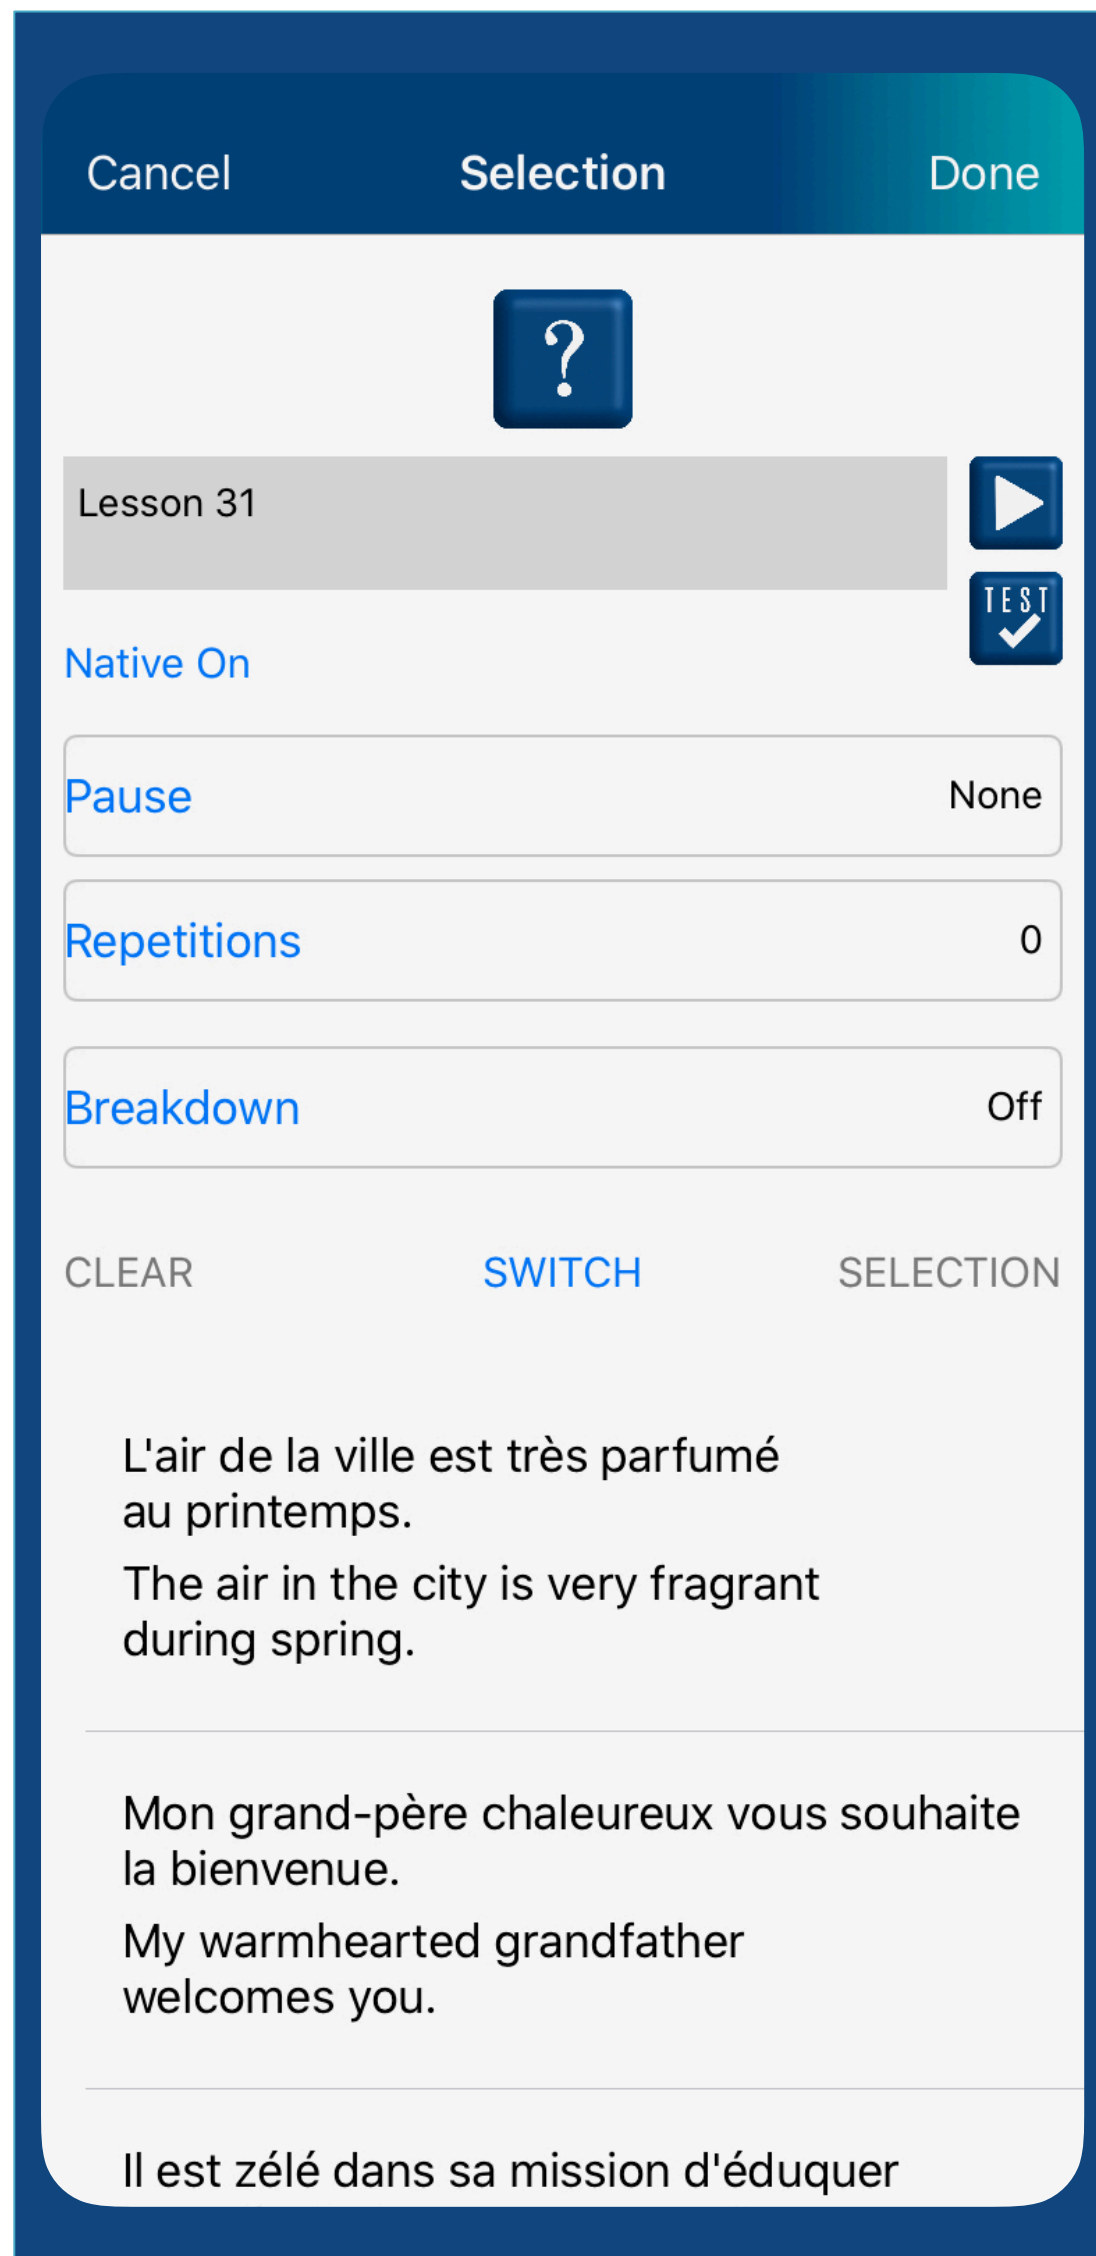 Cancel Selection Done
?
Lesson 31
TEST
Native On
Pause None
Repetitions 0
Breakdown Off
CLEAR SWITCH SELECTION
L'air de la ville est très parfumé
au printemps.
The air in the city is very fragrant
during spring.
Mon grand-père chaleureux vous souhaite
la bienvenue.
My warmhearted grandfather
welcomes you.
Il est zélé dans sa mission d'éduquer